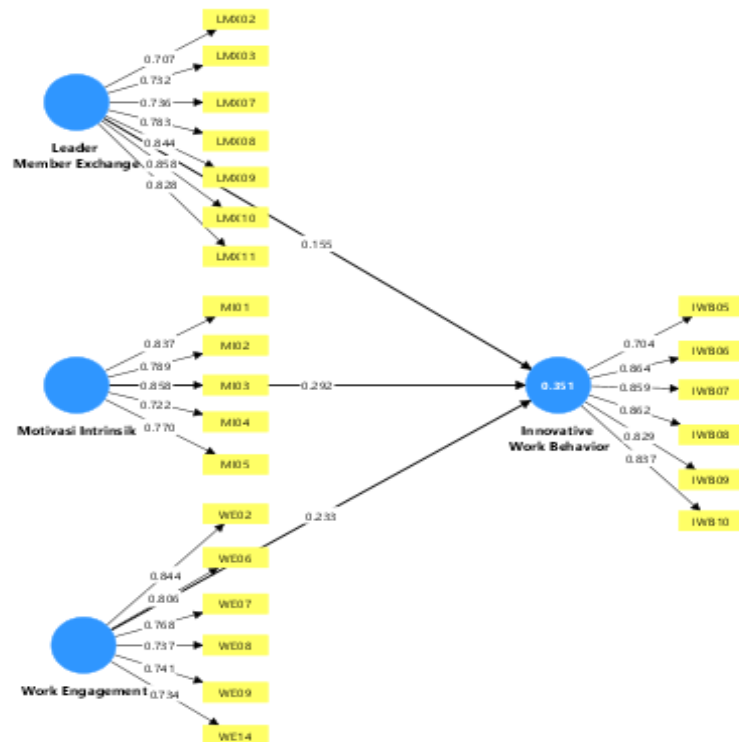 LMX02
0.707
LMX03
0.732
LMX07
0.736
LMX08
0.783
LMX09
0.844
LMX10
0.858
LMX11
0.828
Leader
Member Exchange
0.155
MI01
0.837
MI02
0.789
MI03
0.858
MI04
0.722
MI05
0.770
Motivasi Intrinsik
0.292
WE02
0.844
WE06
0.806
WE07
0.768
WE08
0.737
WE09
0.741
WE14
0.734
Work Engagement
0.233
0.351
Innovative
Work Behavior
IWB05
0.704
IWB06
0.864
IWB07
0.859
IWB08
0.862
IWB09
0.829
IWB10
0.837